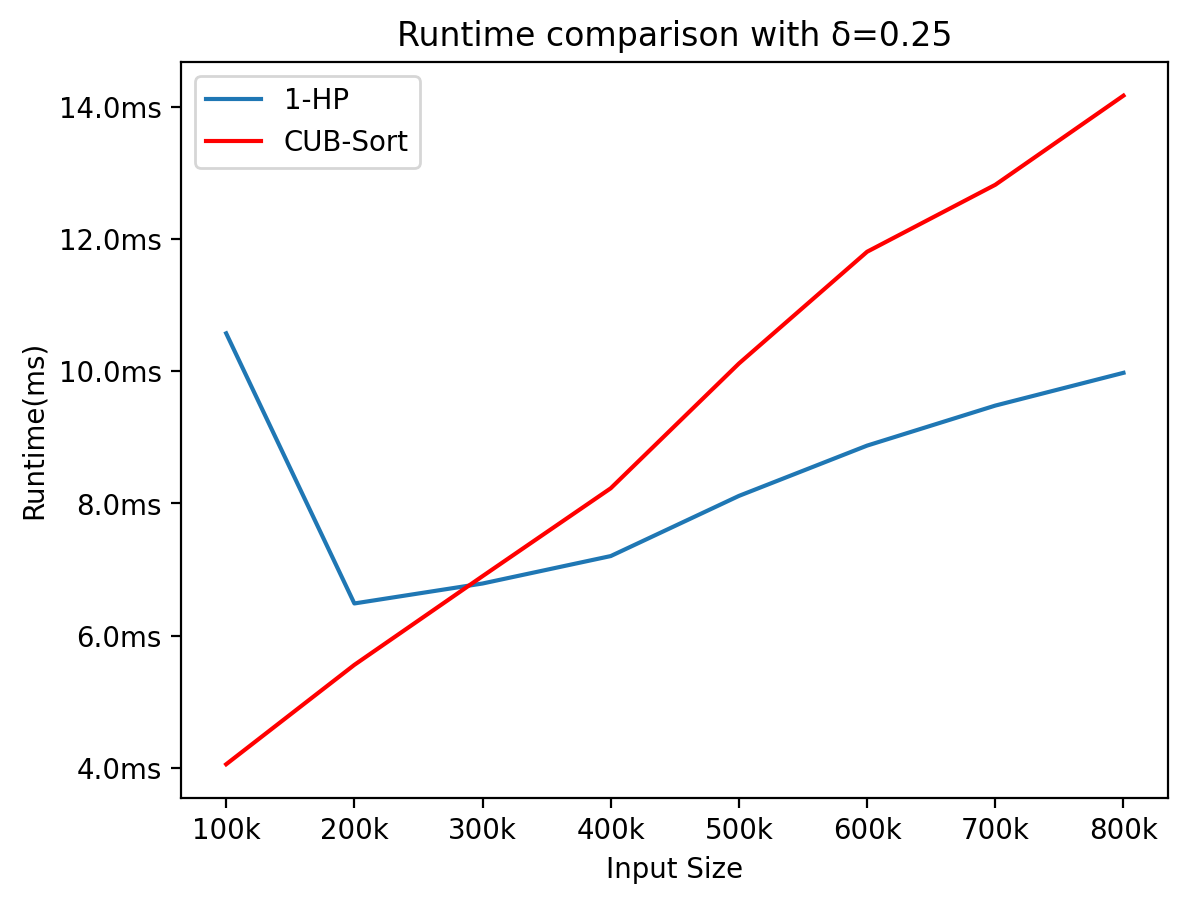 Runtime comparison with δ=0.25
1-HP
CUB-Sort
14.0ms
12.0ms
10.0ms
8.0ms
6.0ms
4.0ms
Runtime(ms)
100k 200k 300k 400k 500k 600k 700k 800k
Input Size